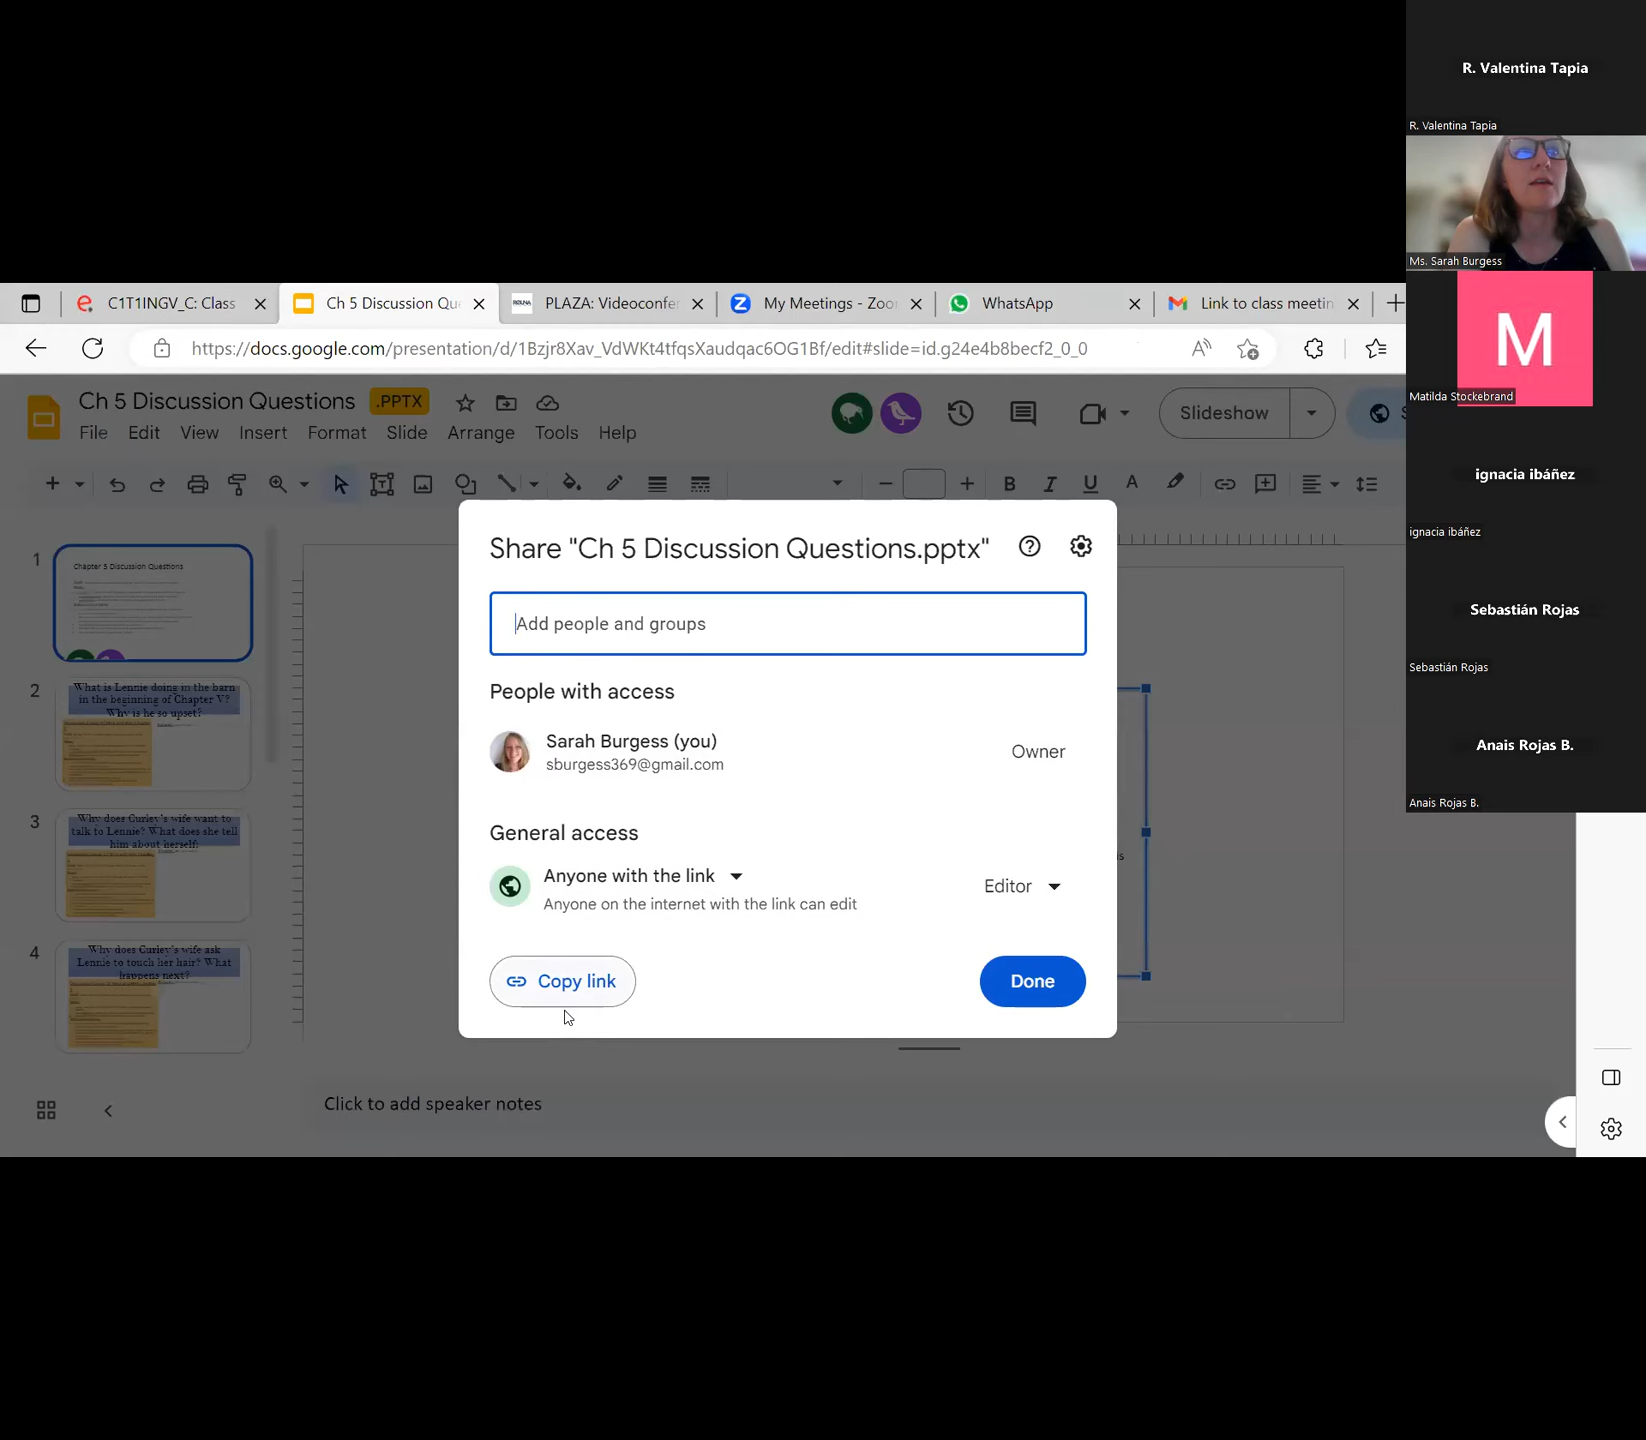 R. Valentina Tapia
R. Valentina Tapia
Ms. Sarah Burgess
M
Matilda Stockebrand
ignacia ibáñez
ignacia ibáñez
Sebastián Rojas
Sebastián Rojas
Anais Rojas B.
Anais Rojas B.
C1T1INGV_C: Class
Ch 5 Discussion Qu
PLAZA: Videoconfer
My Meetings - Zoo
WhatsApp
Link to class meetin
https://docs.google.com/presentation/d/1Bzjr8Xav_VdWKt4tfqsXaudqac6OG1Bf/edit#slide=id.g24e4b8becf2_0_0
Ch 5 Discussion Questions .PPTX
Slideshow
File Edit View Insert Format Slide Arrange Tools Help
Share "Ch 5 Discussion Questions.pptx"
Add people and groups
People with access
Sarah Burgess (you)
sburgess369@gmail.com
Owner
General access
Anyone with the link
Anyone on the internet with the link can edit
Editor
Copy link
Done
1
Chapter 5 Discussion Questions
2
What is Lennie doing in the barn
in the beginning of Chapter V?
Why is he so upset?
3
Why does Curley's wife want to
talk to Lennie? What does she tell
him about herself?
4
Why does Curley's wife ask
Lennie to touch her hair? What
happens next?
Click to add speaker notes